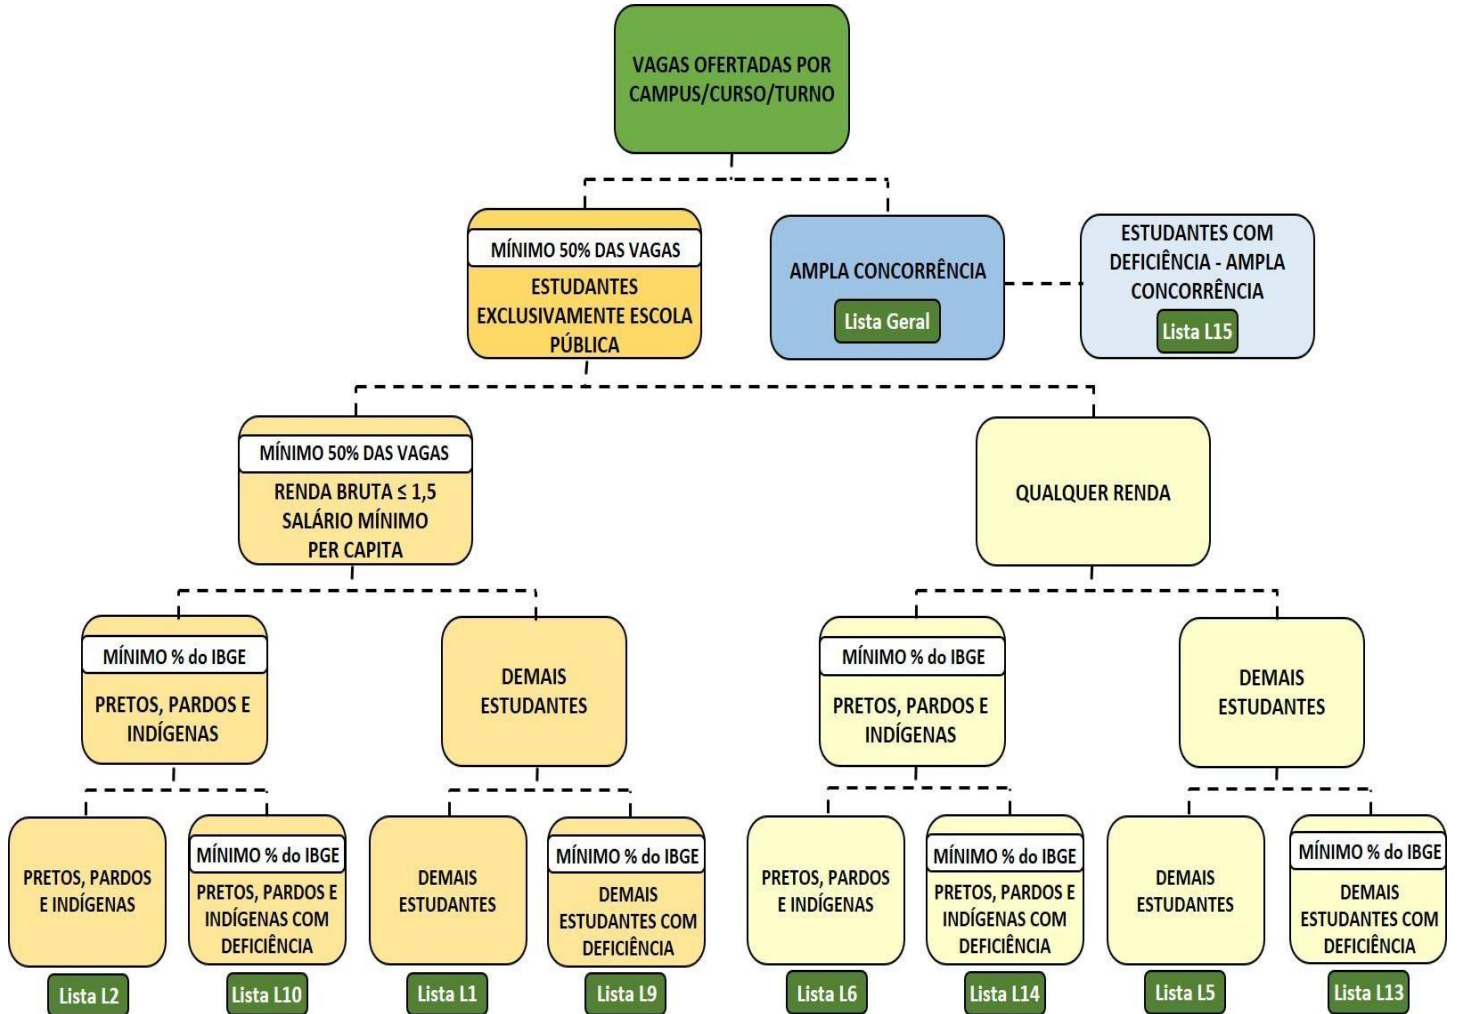 VAGAS OFERTADAS POR
CAMPUS/CURSO/TURNO
MÍNIMO 50% DAS VAGAS
ESTUDANTES
EXCLUSIVAMENTE ESCOLA
PÚBLICA
AMPLA CONCORRÊNCIA
Lista Geral
ESTUDANTES COM
DEFICIÊNCIA - AMPLA
CONCORRÊNCIA
Lista L15
MÍNIMO 50% DAS VAGAS
RENDA BRUTA ≤ 1,5
SALÁRIO MÍNIMO
PER CAPITA
QUALQUER RENDA
MÍNIMO % do IBGE
PRETOS, PARDOS E
INDÍGENAS
DEMAIS
ESTUDANTES
MÍNIMO % do IBGE
PRETOS, PARDOS E
INDÍGENAS
DEMAIS
ESTUDANTES
PRETOS, PARDOS
E INDÍGENAS
Lista L2
MÍNIMO % do IBGE
PRETOS, PARDOS E
INDÍGENAS COM
DEFICIÊNCIA
Lista L10
DEMAIS
ESTUDANTES
Lista L1
MÍNIMO % do IBGE
DEMAIS
ESTUDANTES COM
DEFICIÊNCIA
Lista L9
PRETOS, PARDOS
E INDÍGENAS
Lista L6
MÍNIMO % do IBGE
PRETOS, PARDOS E
INDÍGENAS COM
DEFICIÊNCIA
Lista L14
DEMAIS
ESTUDANTES
Lista L5
MÍNIMO % do IBGE
DEMAIS
ESTUDANTES COM
DEFICIÊNCIA
Lista L13